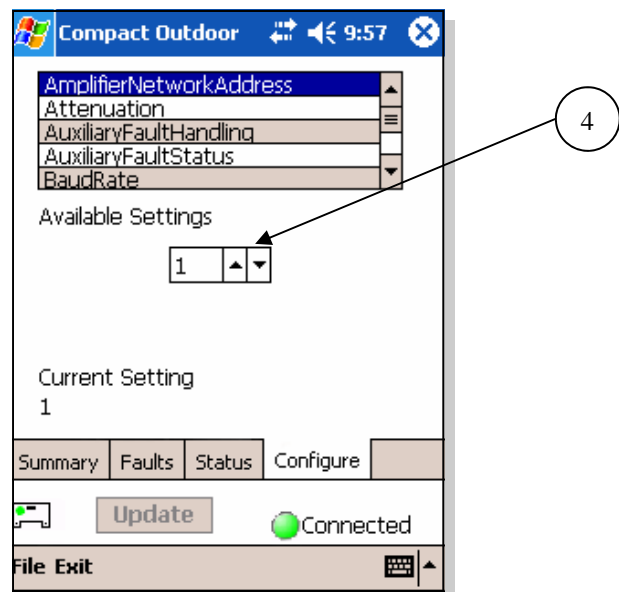 Compact Outdoor 9:57
AmplifierNetworkAddress
Attenuation
AuxiliaryFaultHandling
AuxiliaryFaultStatus
BaudRate
4
Available Settings
1
Current Setting
1
Summary Faults Status Configure
Update Connected
File Exit